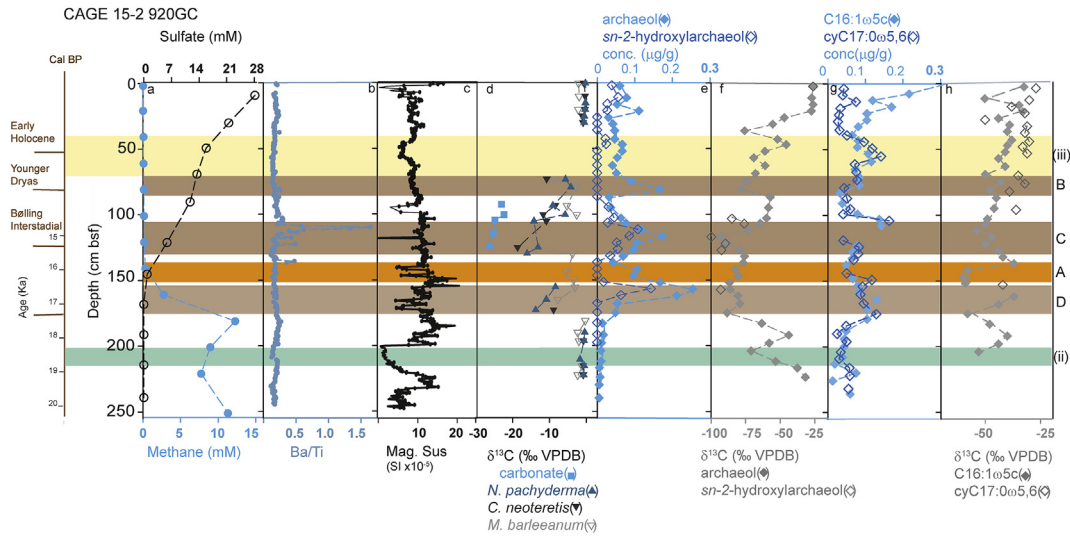 CAGE 15-2 920GC
Sulfate (mM)
0 7 14 21 28
archaeol(◆)
sn-2-hydroxylarchaeol(◇)
conc. (μg/g)
0 0.1 0.2 0.3
C16:1ω5c(◆)
cyC17:0ω5,6(◇)
conc(μg/g)
0 0.1 0.2 0.3
Cal BP
Early
Holocene
Younger
Dryas
Bølling
Interstadial
15
16
17
18
19
20
Age (Ka)
Depth (cm bsf)
0
50
100
150
200
250
a b c d e f g h
(iii)
B
C
A
D
(ii)
0 5 10 15
Methane (mM)
0.5 1.0 1.5
Ba/Ti
0 10 20
Mag. Sus
(SI x10-5)
-30 -20 -10
δ13C (‰ VPDB)
carbonate(■)
N. pachyderma(▲)
C. neoteretis(▼)
M. barleeanum(▽)
-100 -75 -50 -25
δ13C (‰ VPDB)
archaeol(◆)
sn-2-hydroxylarchaeol(◇)
-50 -25
δ13C (‰ VPDB)
C16:1ω5c(◆)
cyC17:0ω5,6(◇)